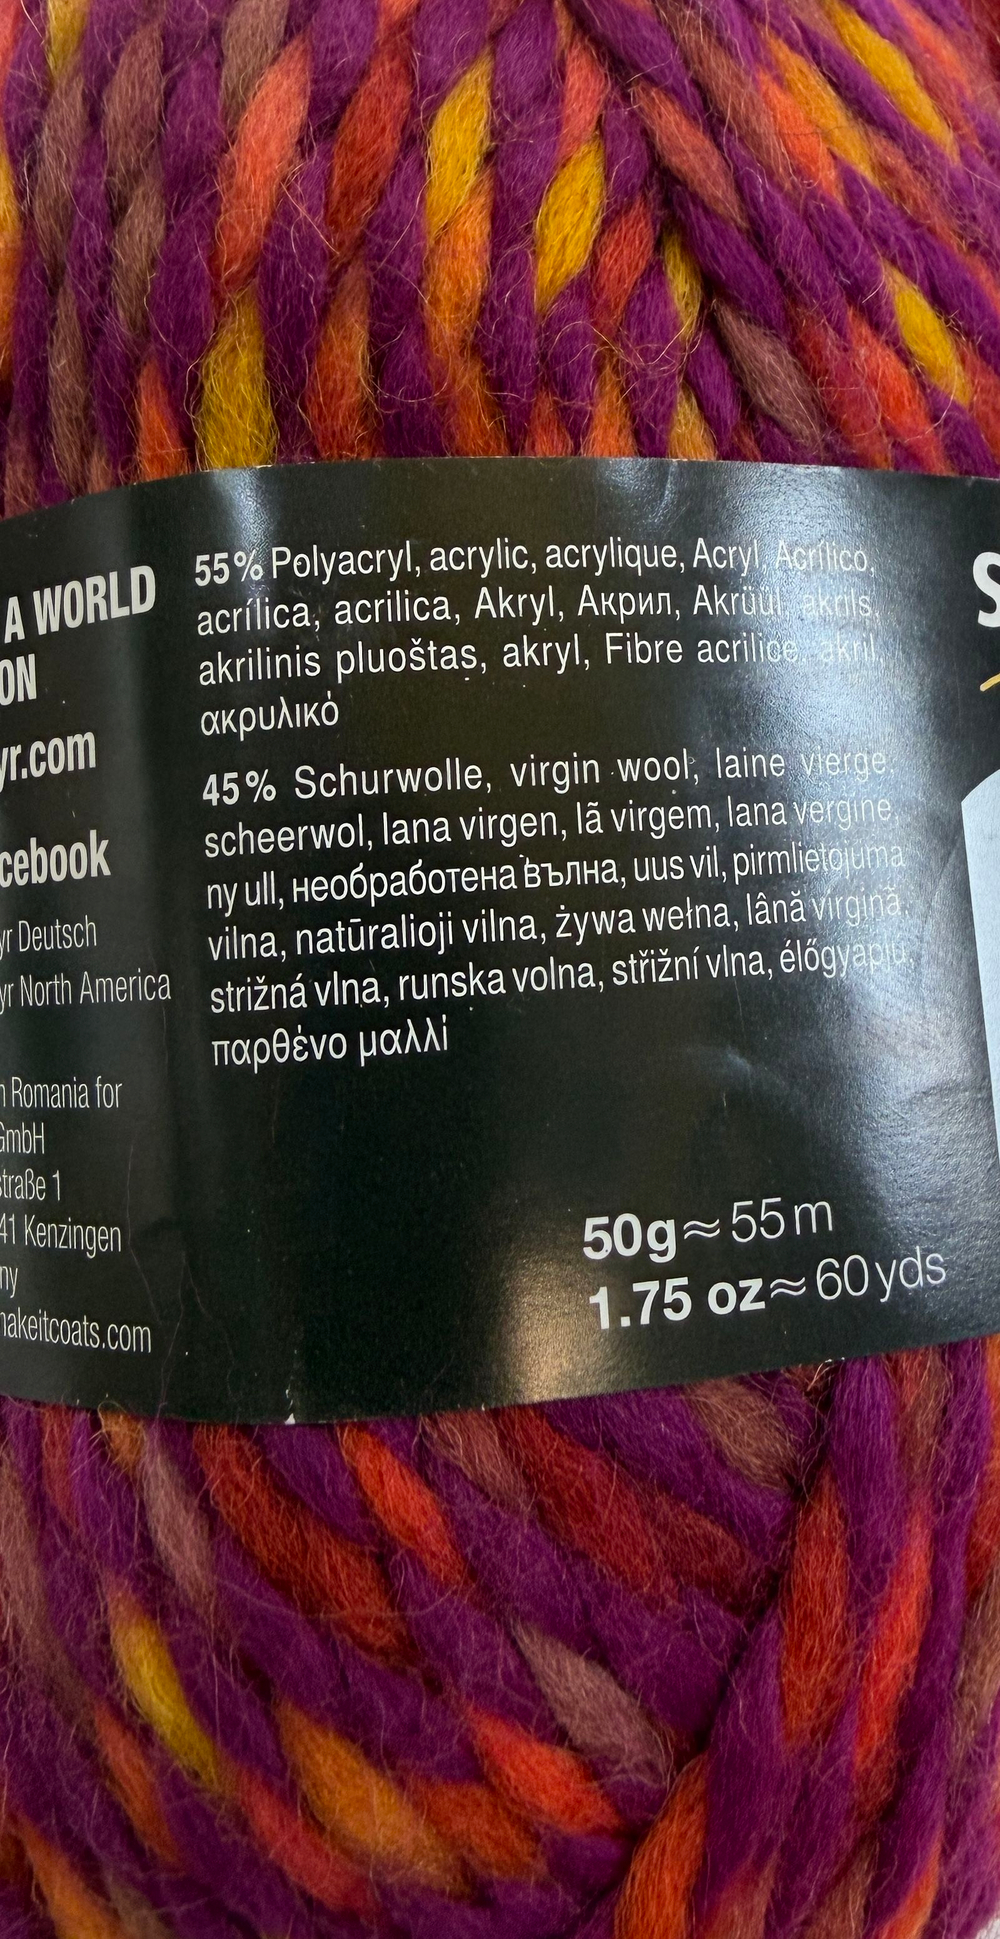 A WORLD
ON
yr.com
cebook
yr Deutsch
yr North America
n Romania for
GmbH
straße 1
41 Kenzingen
ny
makeitcoats.com
55% Polyacryl, acrylic, acrylique, Acryl, Acrílico,
acrílica, acrilica, Akryl, Акрил, Akrüül, akrils,
akrilinis pluoštas, akryl, Fibre acrilice, akril,
ακρυλικό
45% Schurwolle, virgin wool, laine vierge,
scheerwol, lana virgen, lã virgem, lana vergine,
ny ull, необработена вълна, uus vil, pirmlietojuma
vilna, natūralioji vilna, żywa wełna, lână virgină,
strižná vlna, runska volna, střižní vlna, élőgyapjú,
παρθένο μαλλί
50g≈55m
1.75 oz≈60yds
S